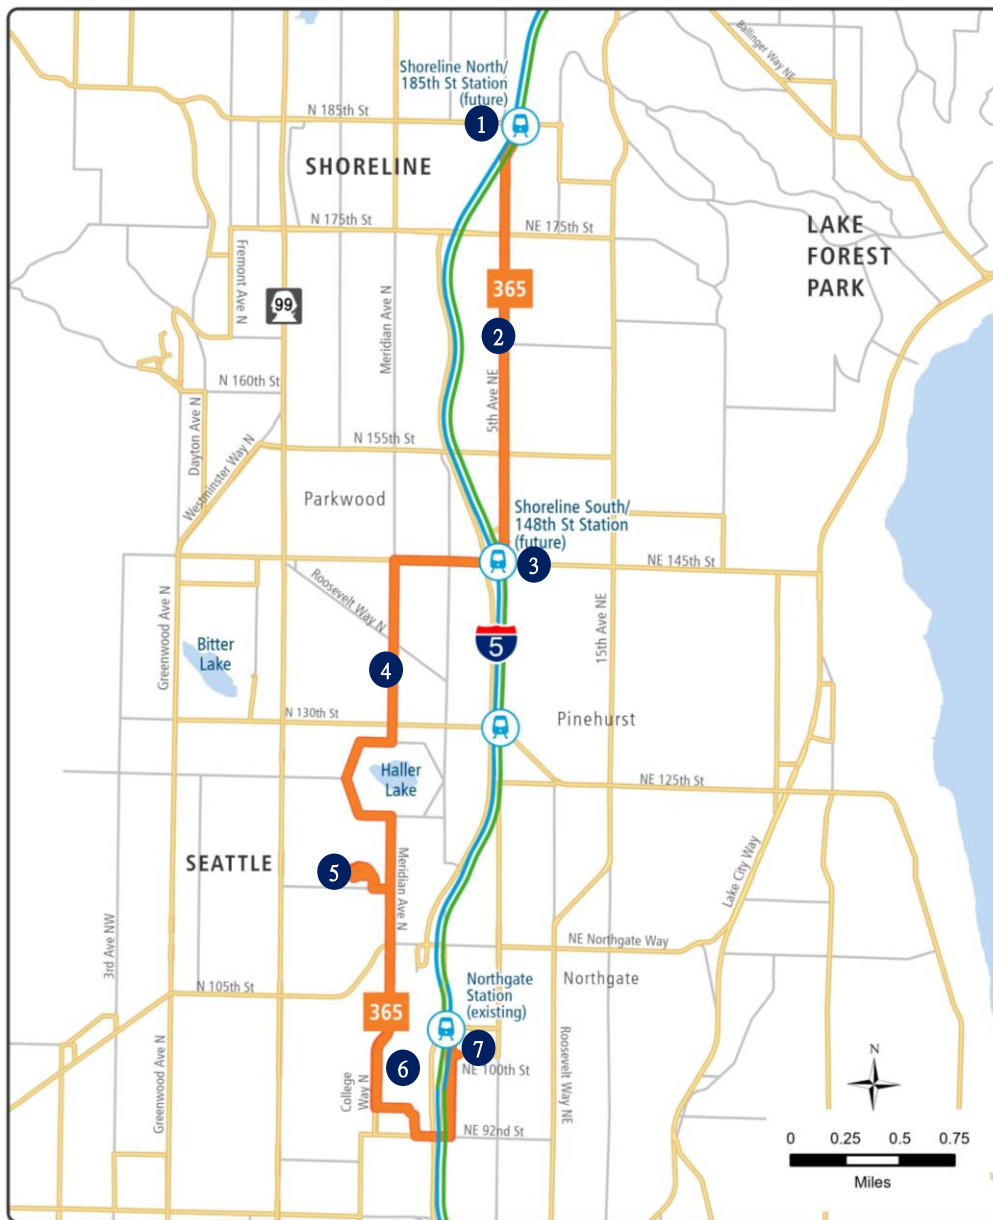 Ballinger Way NE
Shoreline North/
185th St Station
(future)
N 185th St
1
SHORELINE
N 175th St
NE 175th St
LAKE
FOREST
PARK
Fremont Ave N
365
99
Meridian Ave N
2
N 160th St
5th Ave NE
Dayton Ave N
N 155th St
Westminster Way N
Parkwood
Shoreline South/
148th St Station
(future)
3
NE 145th St
Roosevelt Way N
15th Ave NE
Greenwood Ave N
Bitter
Lake
5
4
N 130th St
Pinehurst
Haller
Lake
NE 125th St
SEATTLE
5
Meridian Ave N
Lake City Way
3rd Ave NW
NE Northgate Way
Northgate
Station
(existing)
Northgate
N 105th St
365
7
6
NE 100th St
Greenwood Ave N
College
Way N
Roosevelt Way NE
NE 92nd St
N
0 0.25 0.5 0.75
Miles